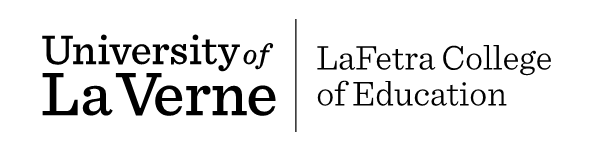 University of
La Verne
LaFetra College
of Education